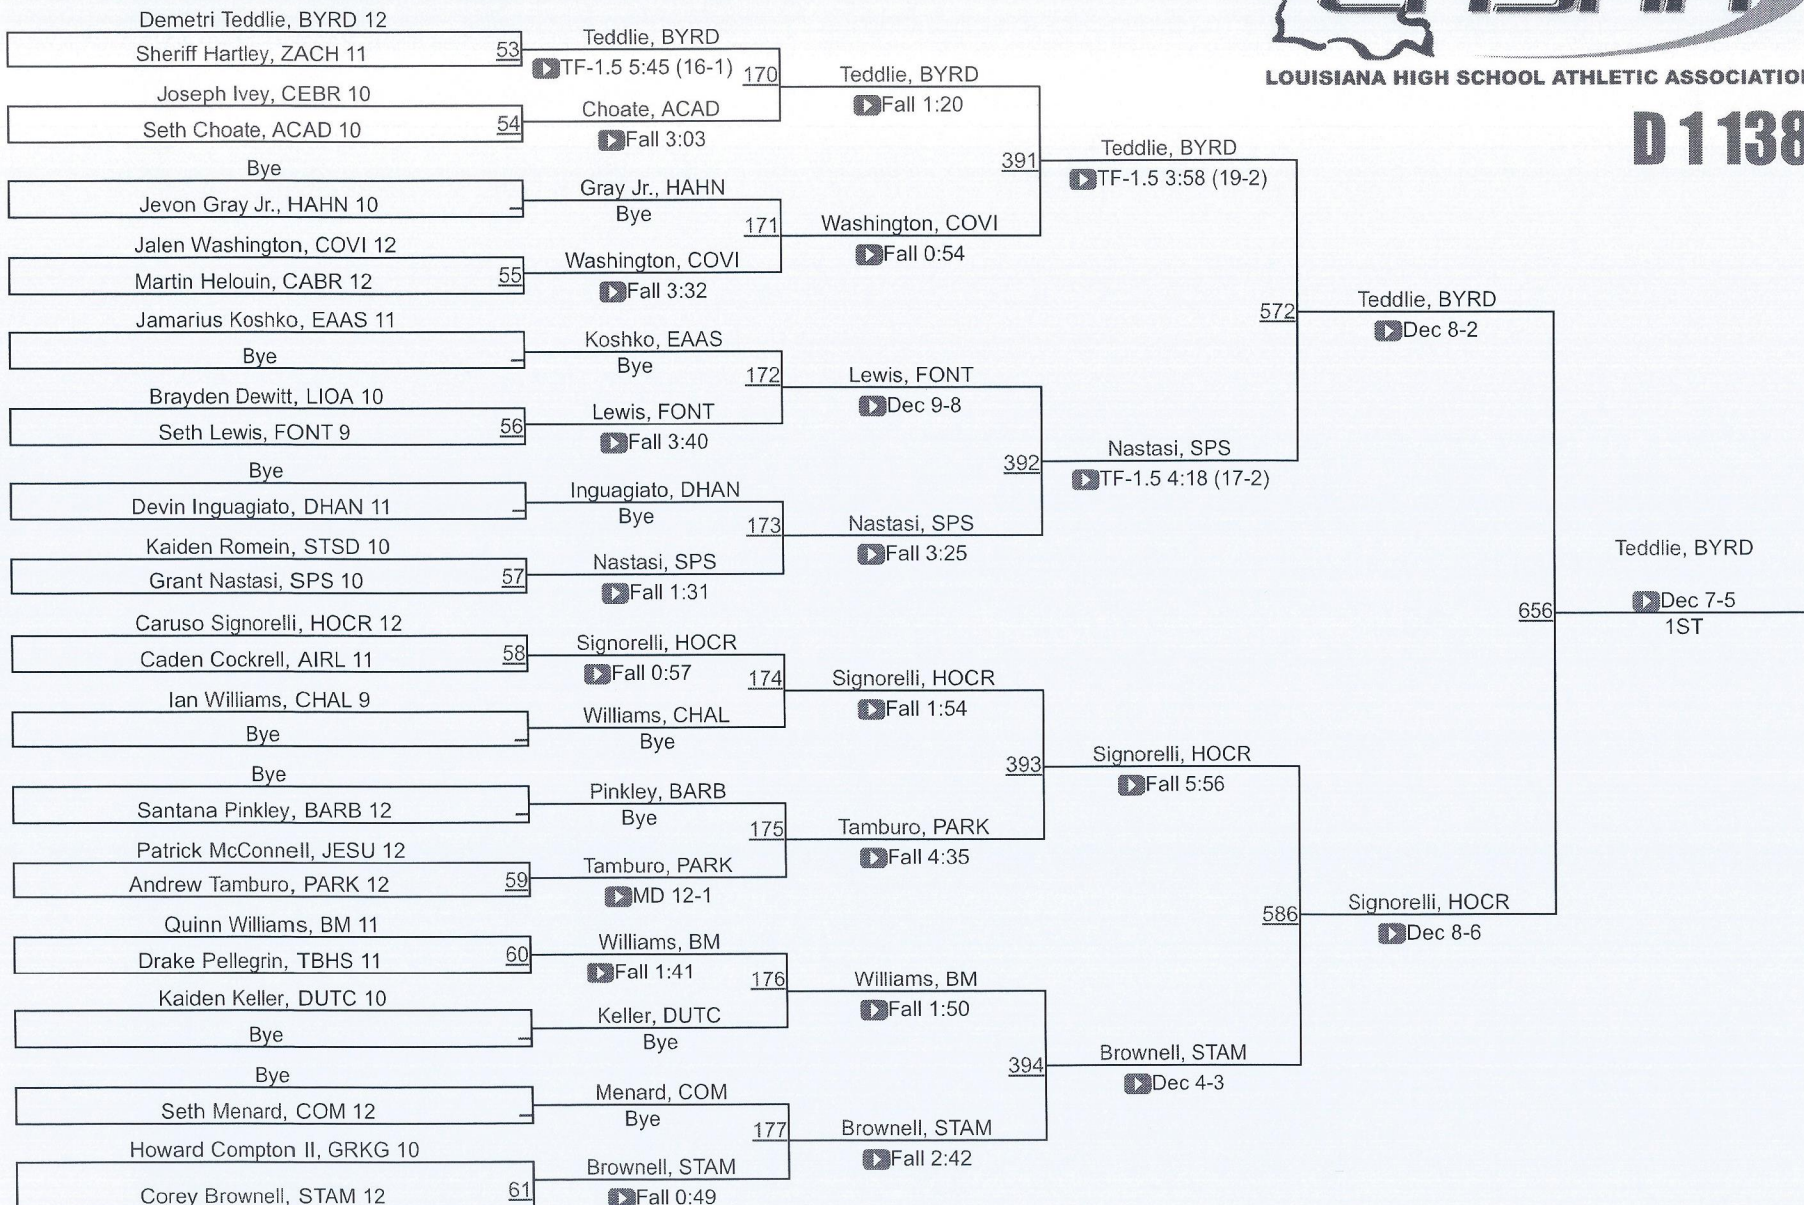 LOUISIANA HIGH SCHOOL ATHLETIC ASSOCIATION
D 1 138
Demetri Teddlie, BYRD 12
Sheriff Hartley, ZACH 11
53
Joseph Ivey, CEBR 10
Seth Choate, ACAD 10
54
Bye
Jevon Gray Jr., HAHN 10
Jalen Washington, COVI 12
Martin Helouin, CABR 12
55
Jamarius Koshko, EAAS 11
Bye
Brayden Dewitt, LIOA 10
Seth Lewis, FONT 9
56
Bye
Devin Inguagiato, DHAN 11
Kaiden Romein, STSD 10
Grant Nastasi, SPS 10
57
Caruso Signorelli, HOCR 12
Caden Cockrell, AIRL 11
58
Ian Williams, CHAL 9
Bye
Bye
Santana Pinkley, BARB 12
Patrick McConnell, JESU 12
Andrew Tamburo, PARK 12
59
Quinn Williams, BM 11
Drake Pellegrin, TBHS 11
60
Kaiden Keller, DUTC 10
Bye
Bye
Seth Menard, COM 12
Howard Compton II, GRKG 10
Corey Brownell, STAM 12
61
Teddlie, BYRD
TF-1.5 5:45 (16-1)
170
Choate, ACAD
Fall 3:03
Gray Jr., HAHN
Bye
171
Washington, COVI
Fall 3:32
Koshko, EAAS
Bye
172
Lewis, FONT
Fall 3:40
Inguagiato, DHAN
Bye
173
Nastasi, SPS
Fall 1:31
Signorelli, HOCR
Fall 0:57
174
Williams, CHAL
Bye
Pinkley, BARB
Bye
175
Tamburo, PARK
MD 12-1
Williams, BM
Fall 1:41
176
Keller, DUTC
Bye
Menard, COM
Bye
177
Brownell, STAM
Fall 0:49
Teddlie, BYRD
Fall 1:20
391
Washington, COVI
Fall 0:54
Lewis, FONT
Dec 9-8
392
Nastasi, SPS
Fall 3:25
Signorelli, HOCR
Fall 1:54
393
Tamburo, PARK
Fall 4:35
Williams, BM
Fall 1:50
394
Brownell, STAM
Fall 2:42
Teddlie, BYRD
TF-1.5 3:58 (19-2)
572
Nastasi, SPS
TF-1.5 4:18 (17-2)
Signorelli, HOCR
Fall 5:56
586
Brownell, STAM
Dec 4-3
Teddlie, BYRD
Dec 8-2
656
Signorelli, HOCR
Dec 8-6
Teddlie, BYRD
Dec 7-5
1ST